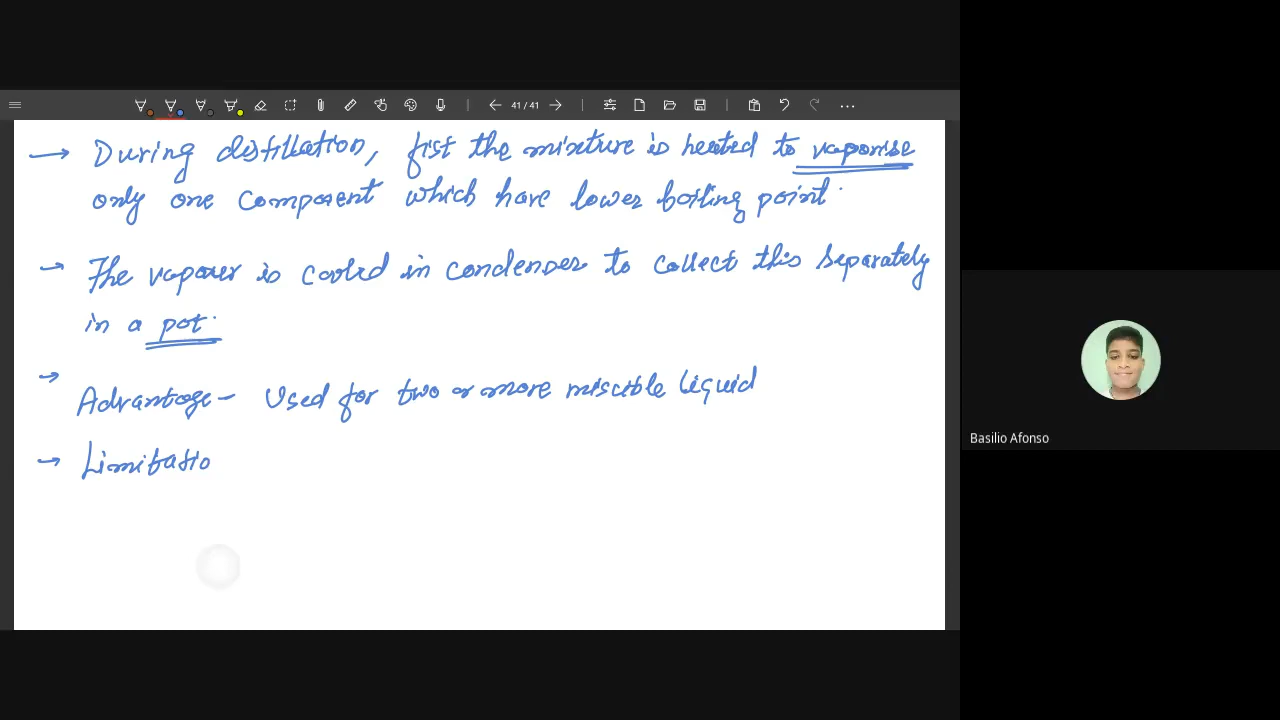 41 / 41
→ During distillation, fist the mixture is heated to vaporise
only one component which have lower boiling point.
→ The vapour is cooled in condenser to collect this separately
in a pot.
→ Advantage - Used for two or more miscible liquid
→ Limitatio
Basilio Afonso